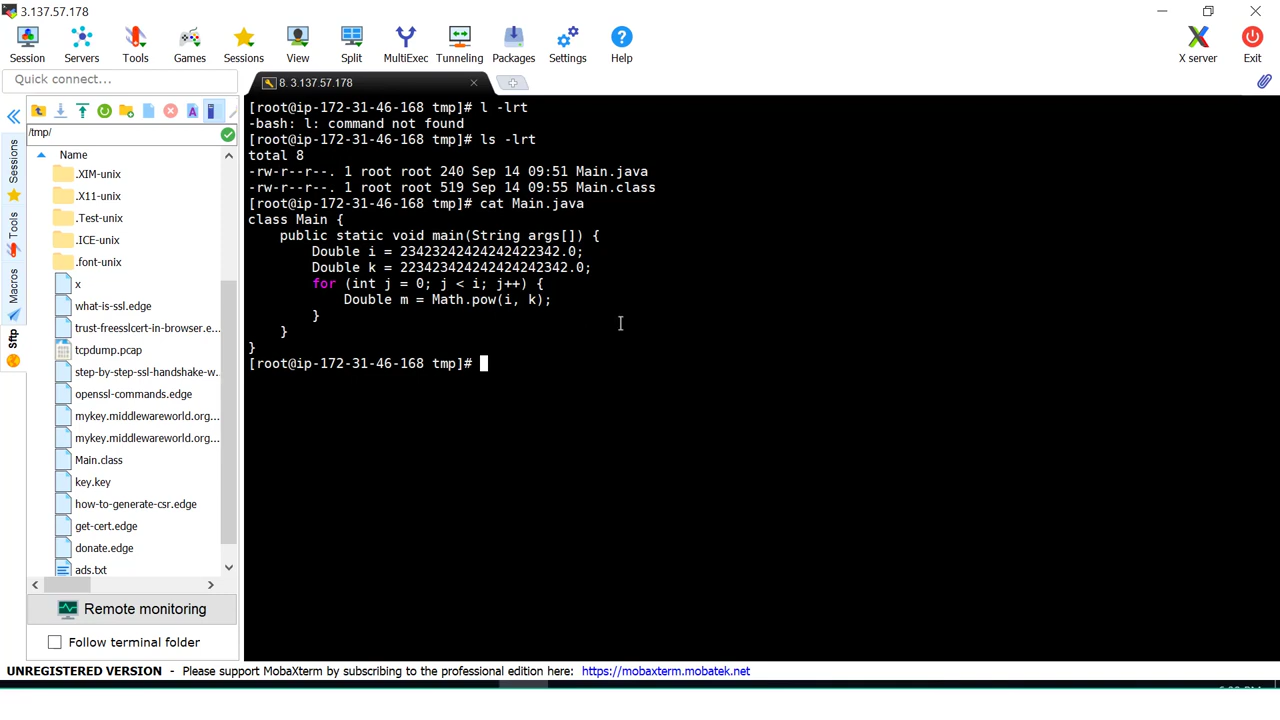 3.137.57.178
Session Servers Tools Games Sessions View Split MultiExec Tunneling Packages Settings Help X server Exit
Quick connect...
8. 3.137.57.178
/tmp/
Name
.XIM-unix
.X11-unix
.Test-unix
.ICE-unix
.font-unix
x
what-is-ssl.edge
trust-freesslcert-in-browser.e...
tcpdump.pcap
step-by-step-ssl-handshake-w...
openssl-commands.edge
mykey.middlewareworld.org...
mykey.middlewareworld.org...
Main.class
key.key
how-to-generate-csr.edge
get-cert.edge
donate.edge
ads.txt
Sessions
Tools
Macros
Sftp
Remote monitoring
Follow terminal folder
[root@ip-172-31-46-168 tmp]# l -lrt
-bash: l: command not found
[root@ip-172-31-46-168 tmp]# ls -lrt
total 8
-rw-r--r--. 1 root root 240 Sep 14 09:51 Main.java
-rw-r--r--. 1 root root 519 Sep 14 09:55 Main.class
[root@ip-172-31-46-168 tmp]# cat Main.java
class Main {
    public static void main(String args[]) {
        Double i = 23423242424242422342.0;
        Double k = 223423424242424242342.0;
        for (int j = 0; j < i; j++) {
            Double m = Math.pow(i, k);
        }
    }
}
[root@ip-172-31-46-168 tmp]#
UNREGISTERED VERSION - Please support MobaXterm by subscribing to the professional edition here: https://mobaxterm.mobatek.net